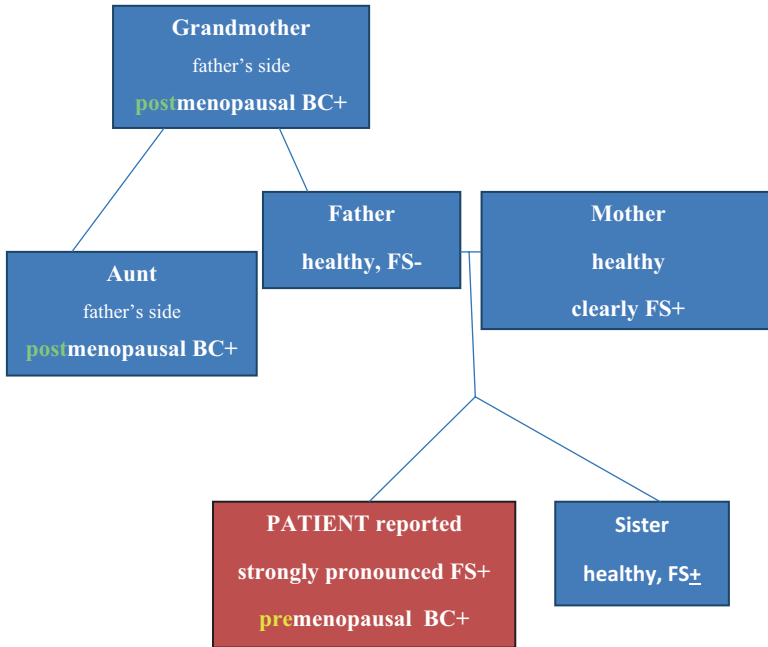 Grandmother
father’s side
postmenopausal BC+
Father
healthy, FS-
Mother
healthy
clearly FS+
Aunt
father’s side
postmenopausal BC+
PATIENT reported
strongly pronounced FS+
premenopausal BC+
Sister
healthy, FS±